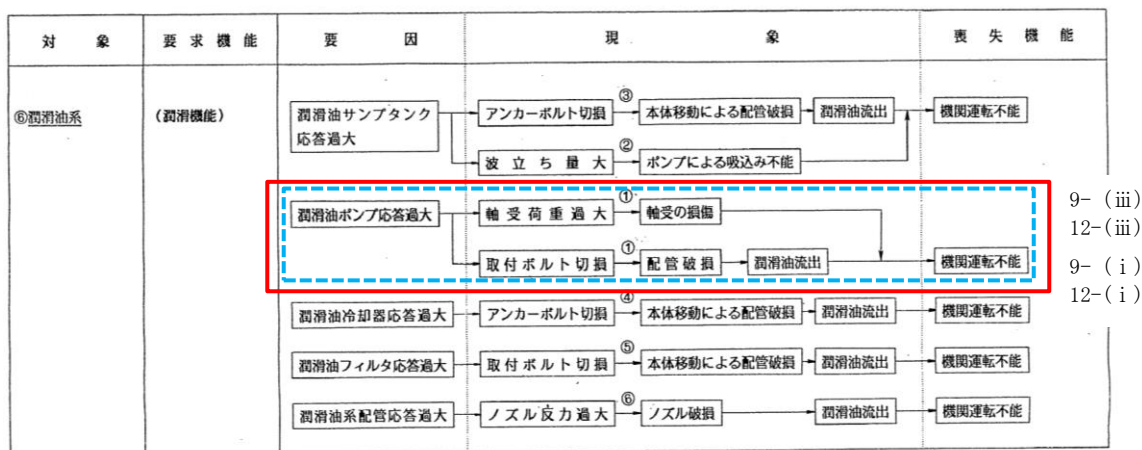 対象 要求機能 要因 現象 喪失機能
⑥潤滑油系 (潤滑機能)
潤滑油サンプタンク応答過大
アンカーボルト切損 ③ 本体移動による配管破損 潤滑油流出 機関運転不能
波立ち量大 ② ポンプによる吸込み不能
潤滑油ポンプ応答過大 軸受荷重過大 ① 軸受の損傷
9-(ⅲ)
12-(ⅲ)
取付ボルト切損 ① 配管破損 潤滑油流出 機関運転不能
9-(ⅰ)
12-(ⅰ)
潤滑油冷却器応答過大 アンカーボルト切損 ④ 本体移動による配管破損 潤滑油流出 機関運転不能
潤滑油フィルタ応答過大 取付ボルト切損 ⑤ 本体移動による配管破損 潤滑油流出 機関運転不能
潤滑油系配管応答過大 ノズル反力過大 ⑥ ノズル破損 潤滑油流出 機関運転不能